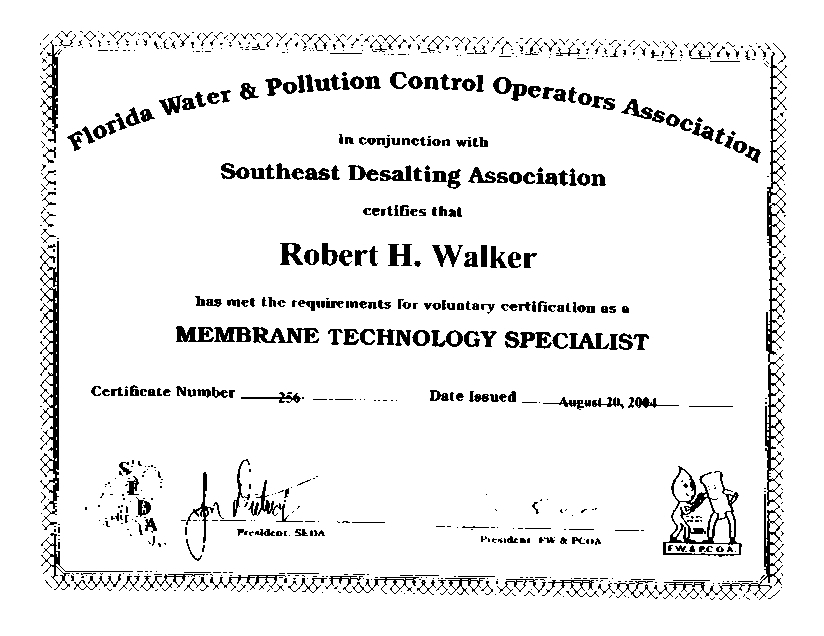 Florida Water & Pollution Control Operators Association
in conjunction with
Southeast Desalting Association
certifies that
Robert H. Walker
has met the requirements for voluntary certification as a
MEMBRANE TECHNOLOGY SPECIALIST
Certificate Number 256 Date Issued August 20, 2004
SEDA
President, SEDA
President, FW & PCOA
F.W.& P.C.O.A.